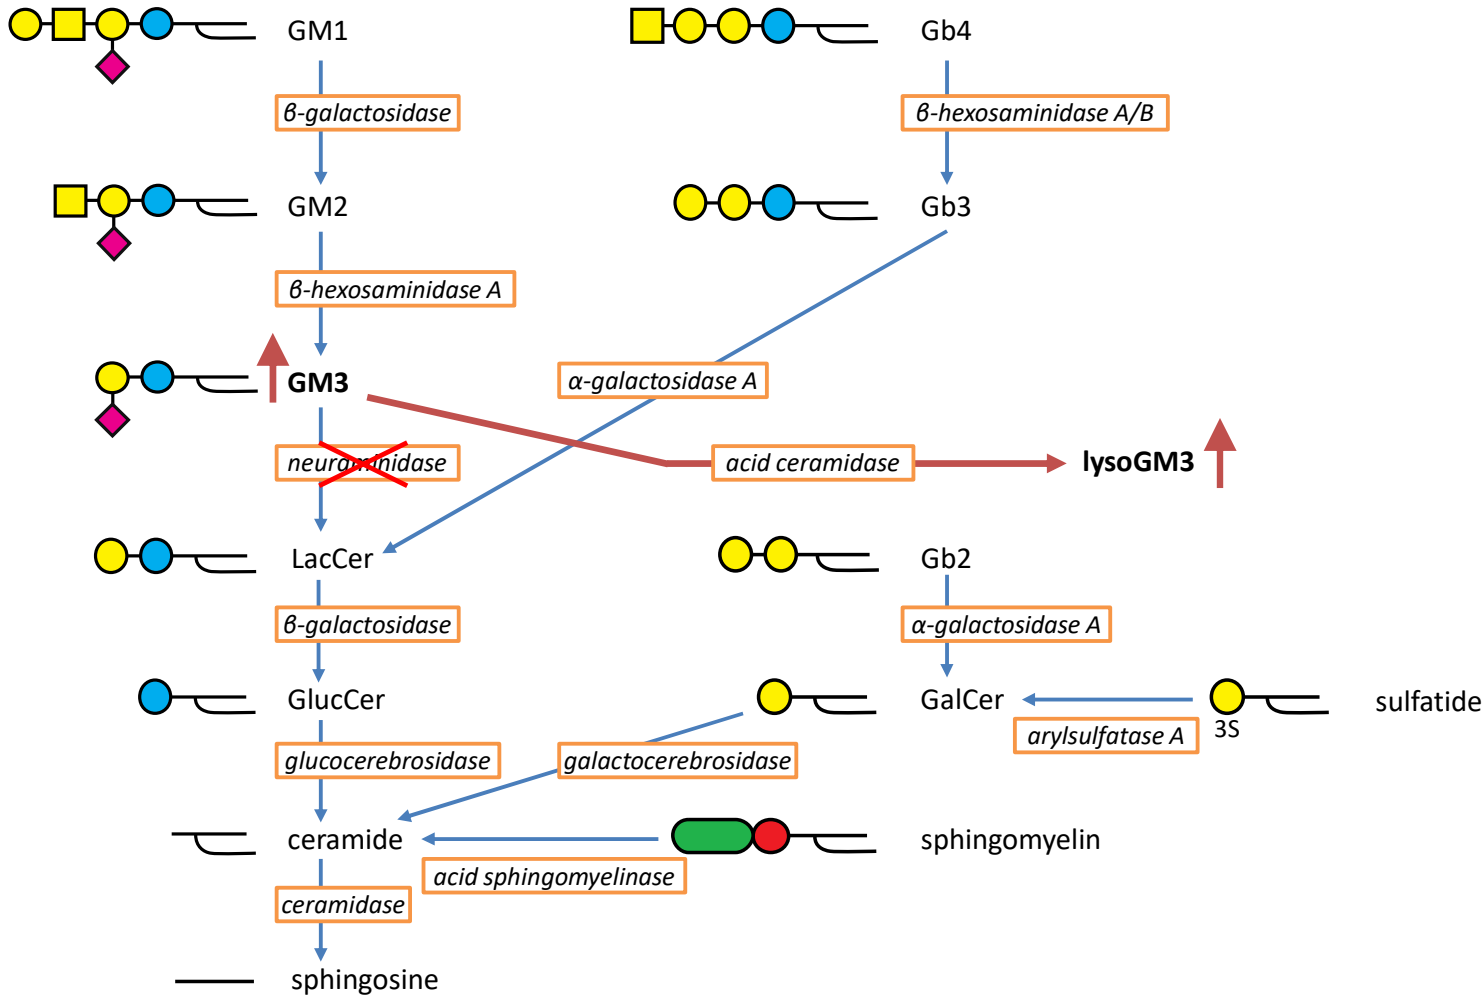 GM1
Gb4
β-galactosidase
β-hexosaminidase A/B
GM2
Gb3
β-hexosaminidase A
GM3
α-galactosidase A
neuraminidase
acid ceramidase
lysoGM3
LacCer
Gb2
β-galactosidase
α-galactosidase A
GlucCer
GalCer
sulfatide
3S
arylsulfatase A
glucocerebrosidase
galactocerebrosidase
ceramide
sphingomyelin
acid sphingomyelinase
ceramidase
sphingosine